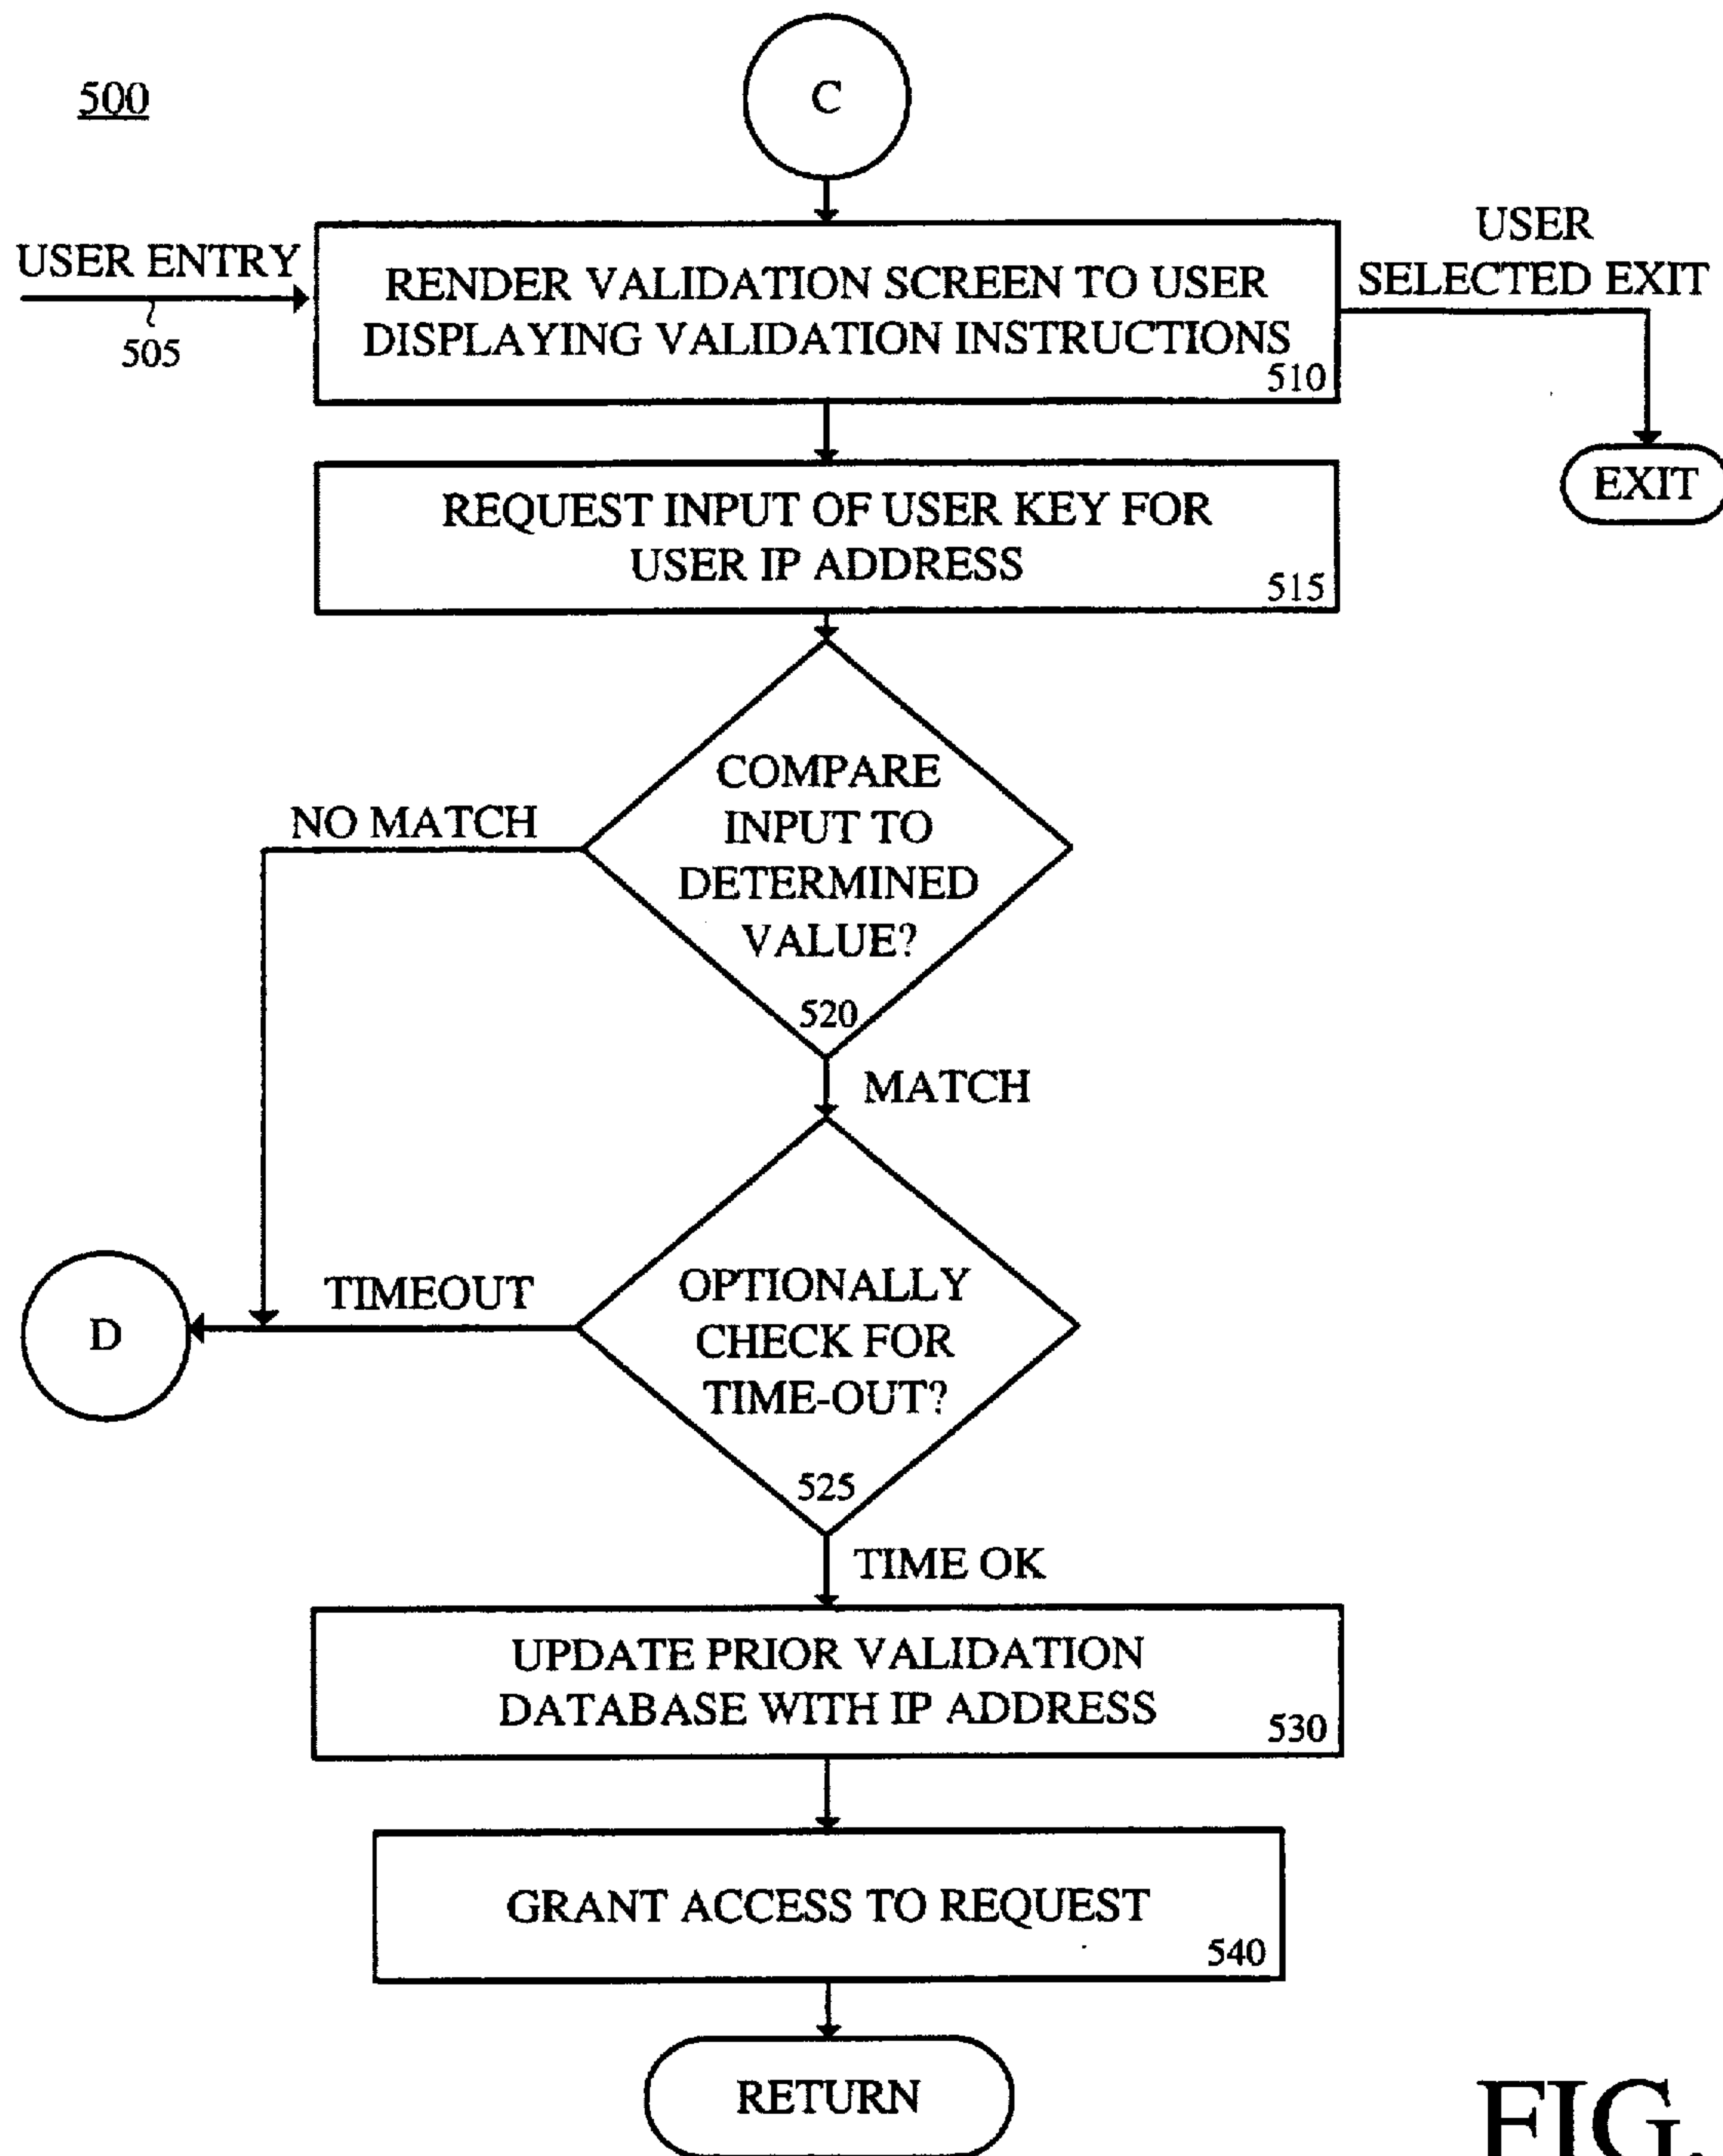 500
C
USER ENTRY
505
RENDER VALIDATION SCREEN TO USER
DISPLAYING VALIDATION INSTRUCTIONS
510
USER
SELECTED EXIT
EXIT
REQUEST INPUT OF USER KEY FOR
USER IP ADDRESS
515
COMPARE
INPUT TO
DETERMINED
VALUE?
520
NO MATCH
MATCH
OPTIONALLY
CHECK FOR
TIME-OUT?
525
TIMEOUT
D
TIME OK
UPDATE PRIOR VALIDATION
DATABASE WITH IP ADDRESS
530
GRANT ACCESS TO REQUEST
540
RETURN
FIG.